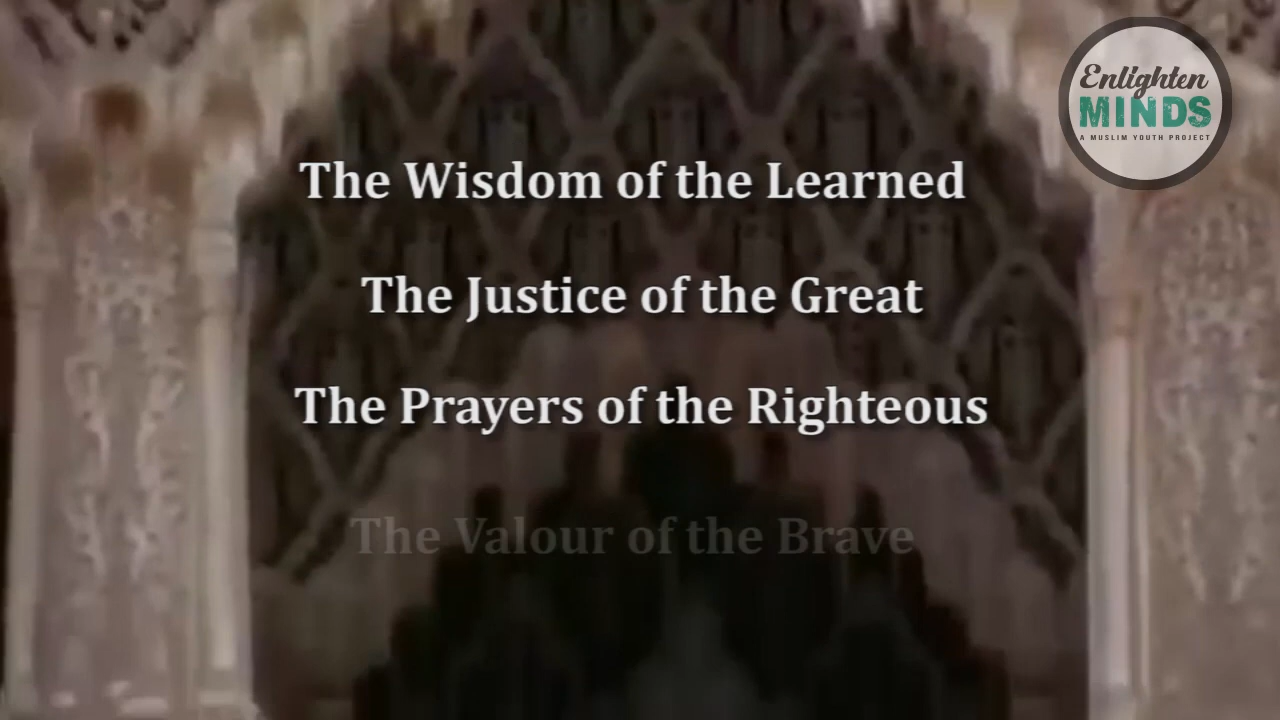 Enlighten
MINDS
A MUSLIM YOUTH PROJECT
The Wisdom of the Learned
The Justice of the Great
The Prayers of the Righteous
The Valour of the Brave